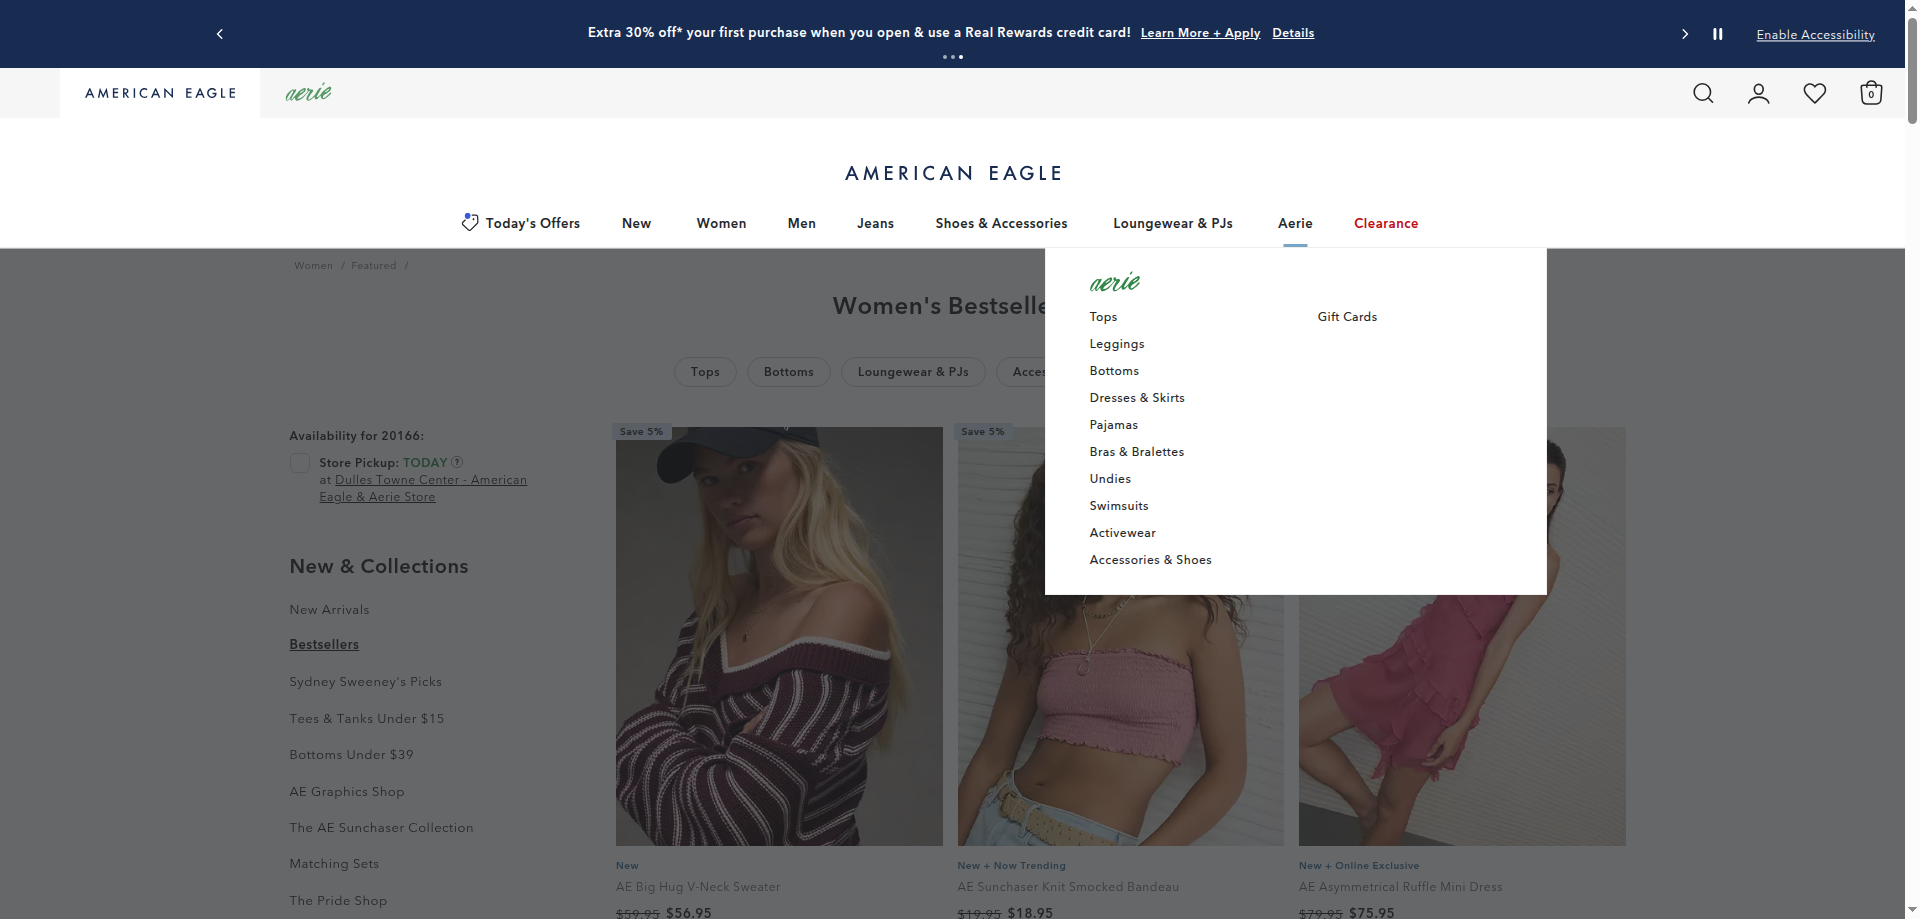 Extra 30% off* your first purchase when you open & use a Real Rewards credit card! Learn More + Apply Details
Enable Accessibility
AMERICAN EAGLE
aerie
0
AMERICAN EAGLE
Today's Offers
New
Women
Men
Jeans
Shoes & Accessories
Loungewear & PJs
Aerie
Clearance
Women / Featured /
Women's Bestselle
Tops
Bottoms
Loungewear & PJs
Acces
aerie
Tops
Leggings
Bottoms
Dresses & Skirts
Pajamas
Bras & Bralettes
Undies
Swimsuits
Activewear
Accessories & Shoes
Gift Cards
Availability for 20166:
Store Pickup: TODAY ?
at Dulles Towne Center - American
Eagle & Aerie Store
New & Collections
New Arrivals
Bestsellers
Sydney Sweeney's Picks
Tees & Tanks Under $15
Bottoms Under $39
AE Graphics Shop
The AE Sunchaser Collection
Matching Sets
The Pride Shop
Save 5%
New
AE Big Hug V-Neck Sweater
$59.95 $56.95
Save 5%
New + Now Trending
AE Sunchaser Knit Smocked Bandeau
$19.95 $18.95
New + Online Exclusive
AE Asymmetrical Ruffle Mini Dress
$79.95 $75.95